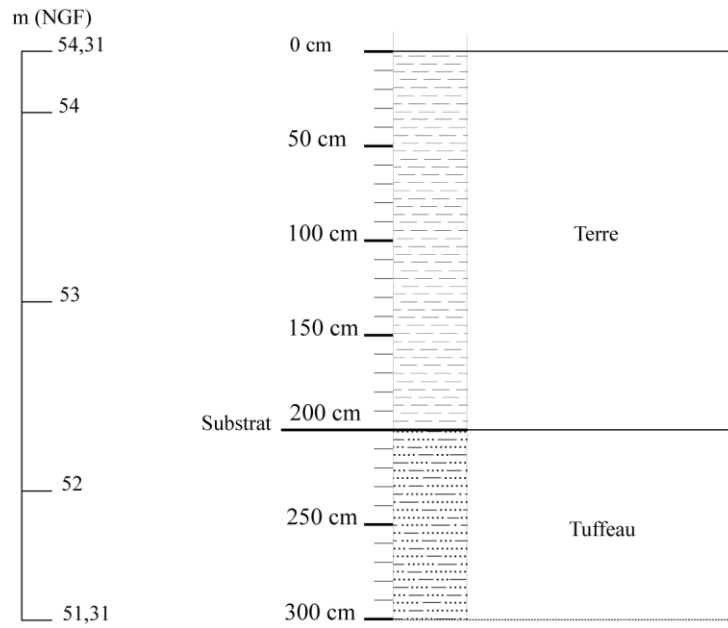 m (NGF)
54,31
0 cm
54
50 cm
100 cm
Terre
53
150 cm
200 cm
Substrat
52
250 cm
Tuffeau
51,31
300 cm